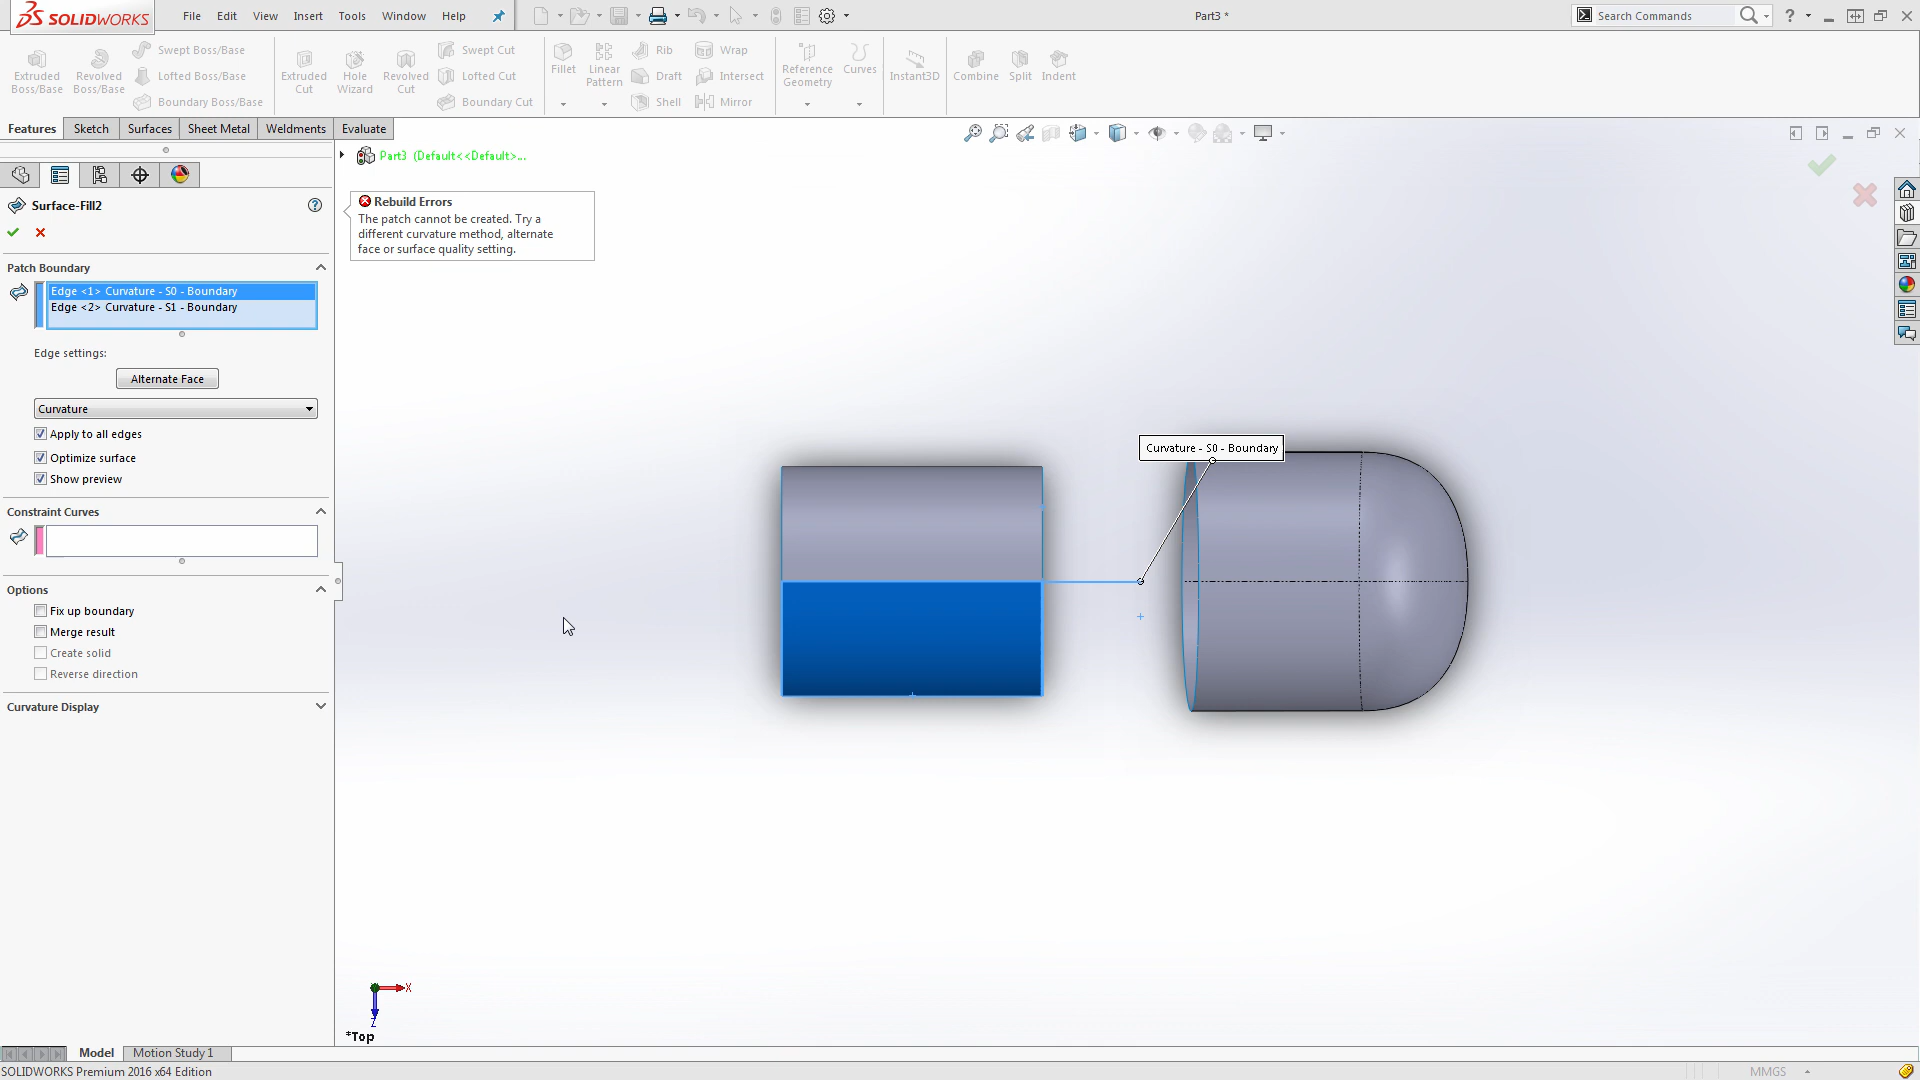 SOLIDWORKS
File Edit View Insert Tools Window Help
Part3 *
Search Commands
Extruded Boss/Base
Revolved Boss/Base
Swept Boss/Base
Lofted Boss/Base
Boundary Boss/Base
Extruded Cut
Hole Wizard
Revolved Cut
Swept Cut
Lofted Cut
Boundary Cut
Fillet
Linear Pattern
Rib
Draft
Shell
Wrap
Intersect
Mirror
Reference Geometry
Curves
Instant3D
Combine
Split
Indent
Features Sketch Surfaces Sheet Metal Weldments Evaluate
Part3 (Default<<Default>...
Surface-Fill2
Rebuild Errors
The patch cannot be created. Try a
different curvature method, alternate
face or surface quality setting.
Patch Boundary
Edge <1> Curvature - S0 - Boundary
Edge <2> Curvature - S1 - Boundary
Edge settings:
Alternate Face
Curvature
Apply to all edges
Optimize surface
Show preview
Constraint Curves
Options
Fix up boundary
Merge result
Create solid
Reverse direction
Curvature Display
Curvature - S0 - Boundary
X
Z
*Top
Model Motion Study 1
SOLIDWORKS Premium 2016 x64 Edition
MMGS